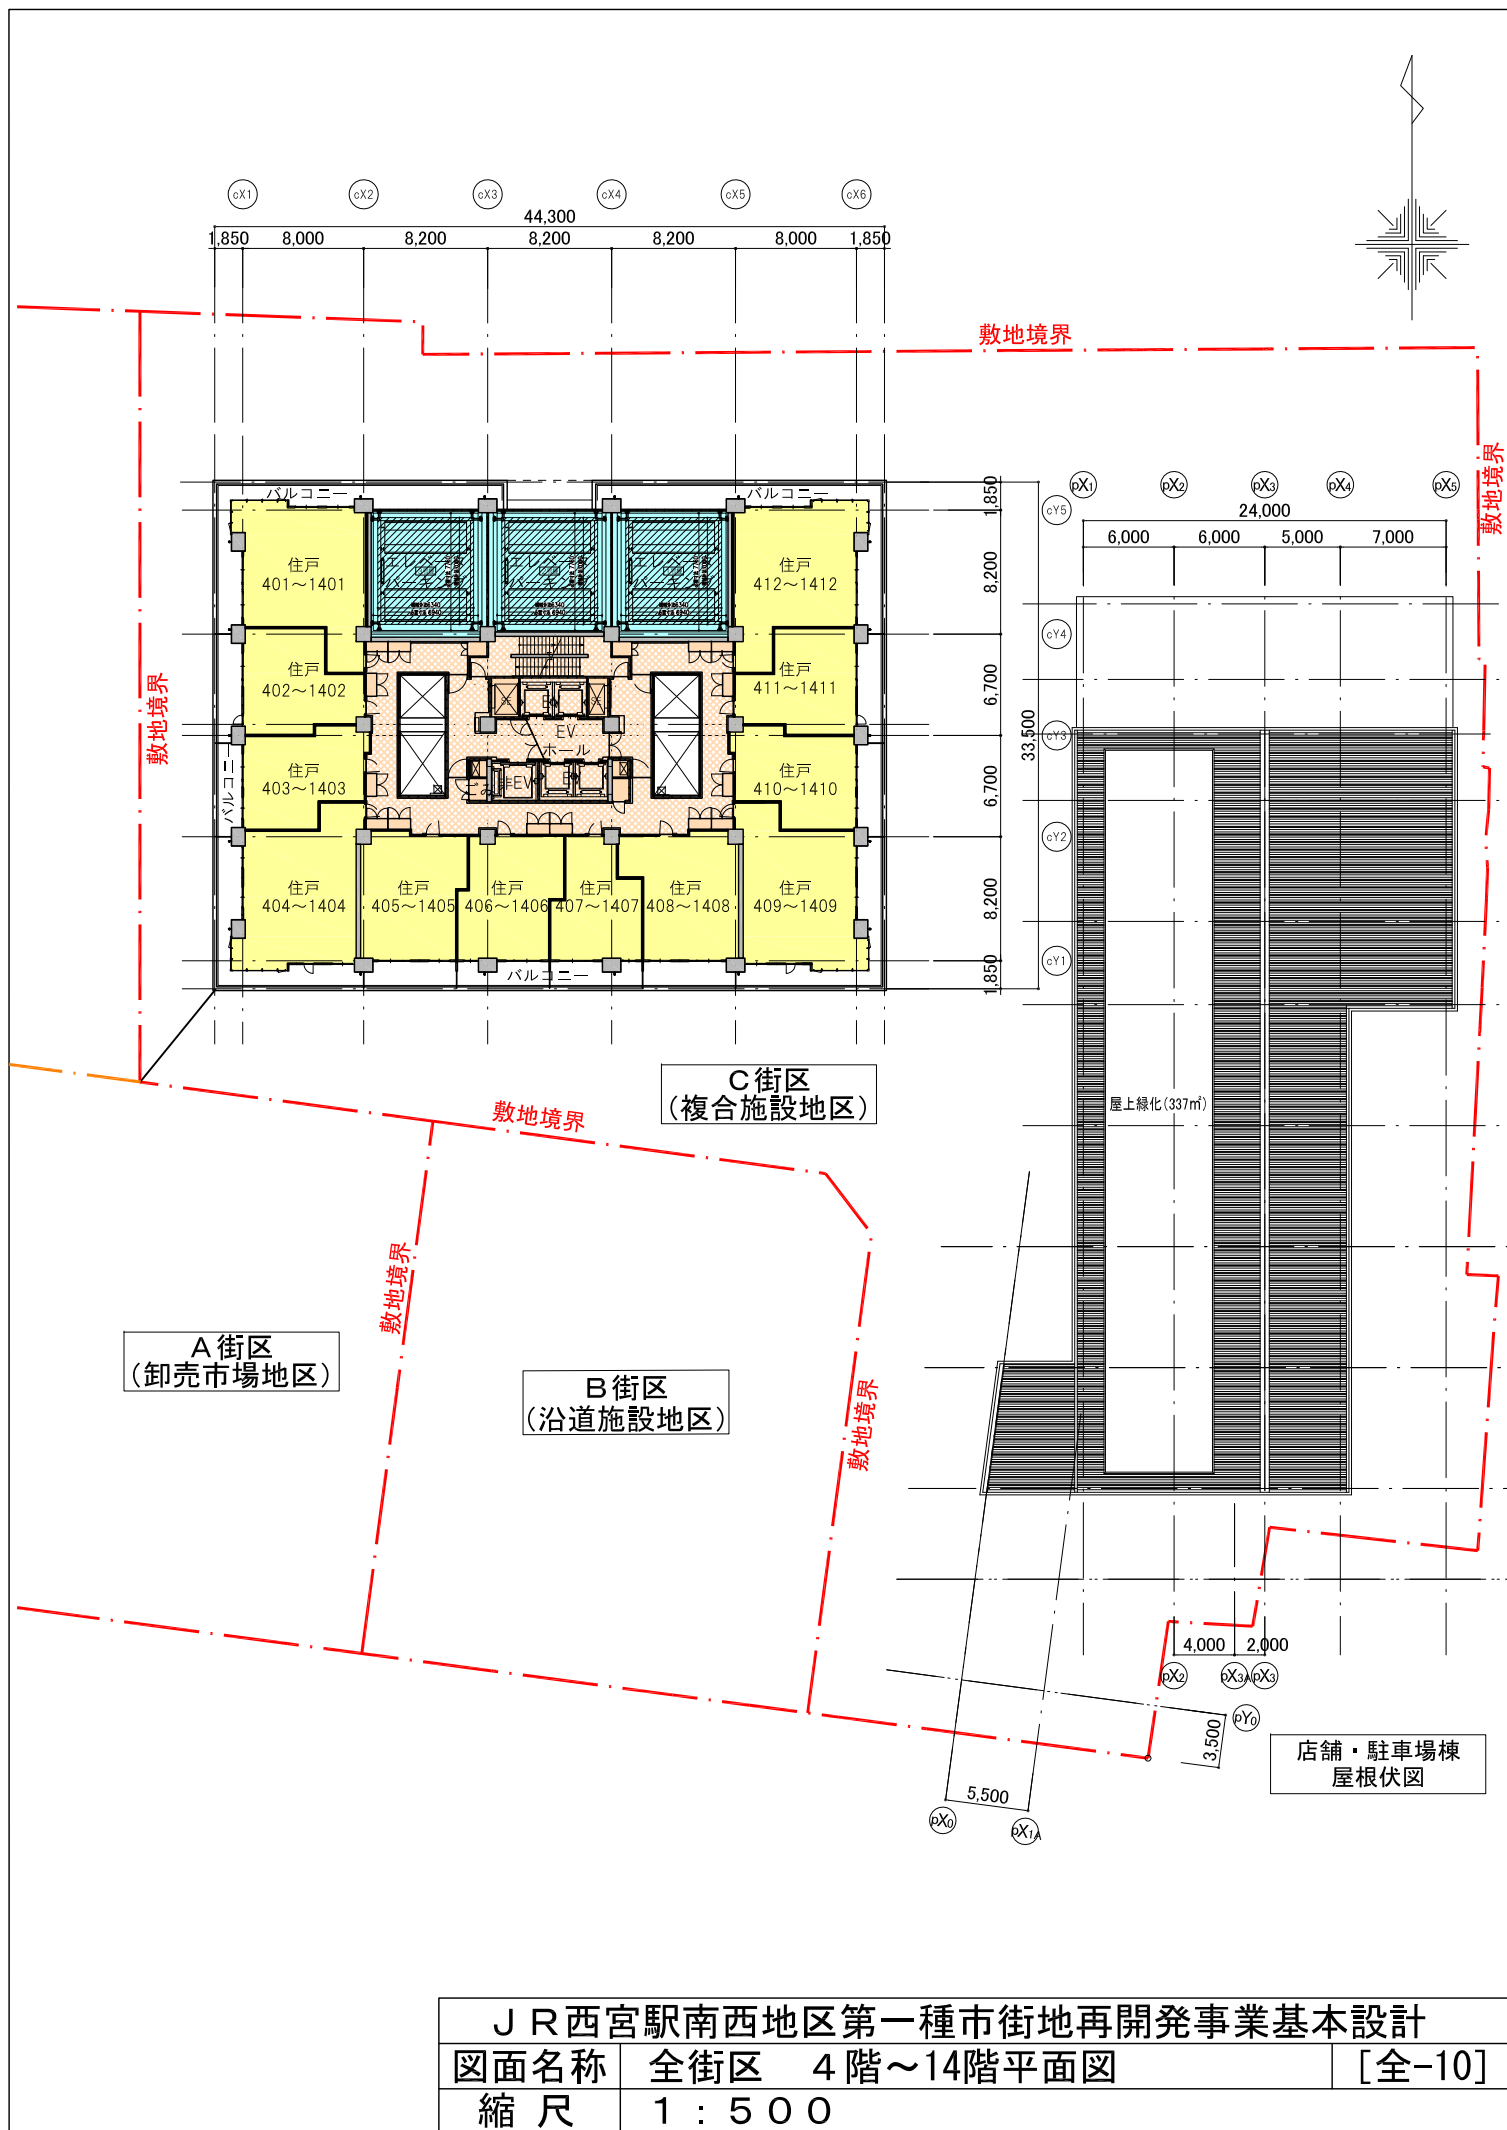 cX1 cX2 cX3 cX4 cX5 cX6
44,300
1,850 8,000 8,200 8,200 8,200 8,000 1,850
敷地境界
敷地境界
敷地境界
バルコニー
バルコニー
バルコニー
バルコニー
住戸
401～1401
住戸
402～1402
住戸
403～1403
住戸
404～1404
住戸
405～1405
住戸
406～1406
住戸
407～1407
住戸
408～1408
住戸
409～1409
住戸
410～1410
住戸
411～1411
住戸
412～1412
EV
ホール
1,850
8,200
6,700
6,700
8,200
1,850
33,500
cY5
cY4
cY3
cY2
cY1
pX1 pX2 pX3 pX4 pX5
24,000
6,000 6,000 5,000 7,000
屋上緑化(337㎡)
C街区
(複合施設地区)
敷地境界
敷地境界
敷地境界
A街区
(卸売市場地区)
B街区
(沿道施設地区)
4,000 2,000
pX2 pX3A pX3
pY0
3,500
5,500
pX0 pX1A
店舗・駐車場棟
屋根伏図
ＪＲ西宮駅南西地区第一種市街地再開発事業基本設計
図面名称 全街区 ４階～14階平面図 [全-10]
縮尺 １：５００